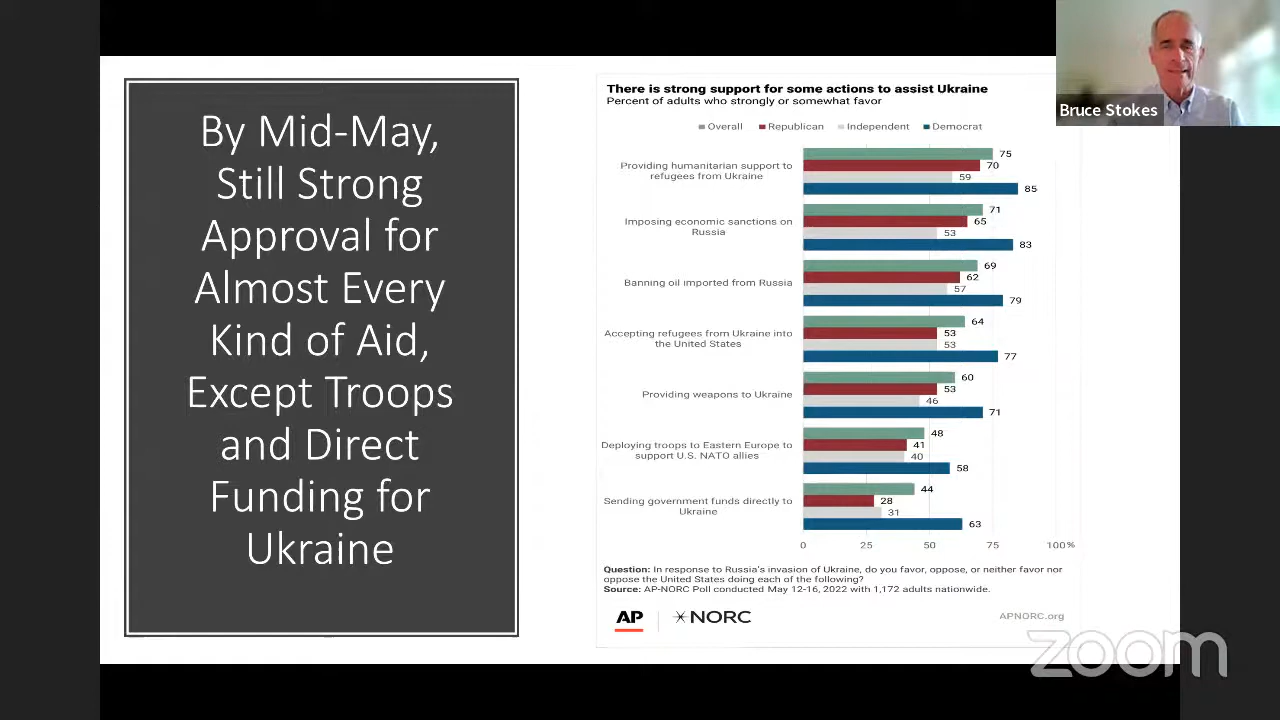 By Mid-May,
Still Strong
Approval for
Almost Every
Kind of Aid,
Except Troops
and Direct
Funding for
Ukraine
There is strong support for some actions to assist Ukraine
Percent of adults who strongly or somewhat favor
Overall Republican Independent Democrat
Providing humanitarian support to
refugees from Ukraine
75
70
59
85
Imposing economic sanctions on
Russia
71
65
53
83
Banning oil imported from Russia
69
62
57
79
Accepting refugees from Ukraine into
the United States
64
53
53
77
Providing weapons to Ukraine
60
53
46
71
Deploying troops to Eastern Europe to
support U.S. NATO allies
48
41
40
58
Sending government funds directly to
Ukraine
44
28
31
63
0 25 50 75 100%
Question: In response to Russia's invasion of Ukraine, do you favor, oppose, or neither favor nor
oppose the United States doing each of the following?
Source: AP-NORC Poll conducted May 12-16, 2022 with 1,172 adults nationwide.
AP NORC
APNORC.org
Bruce Stokes
zoom